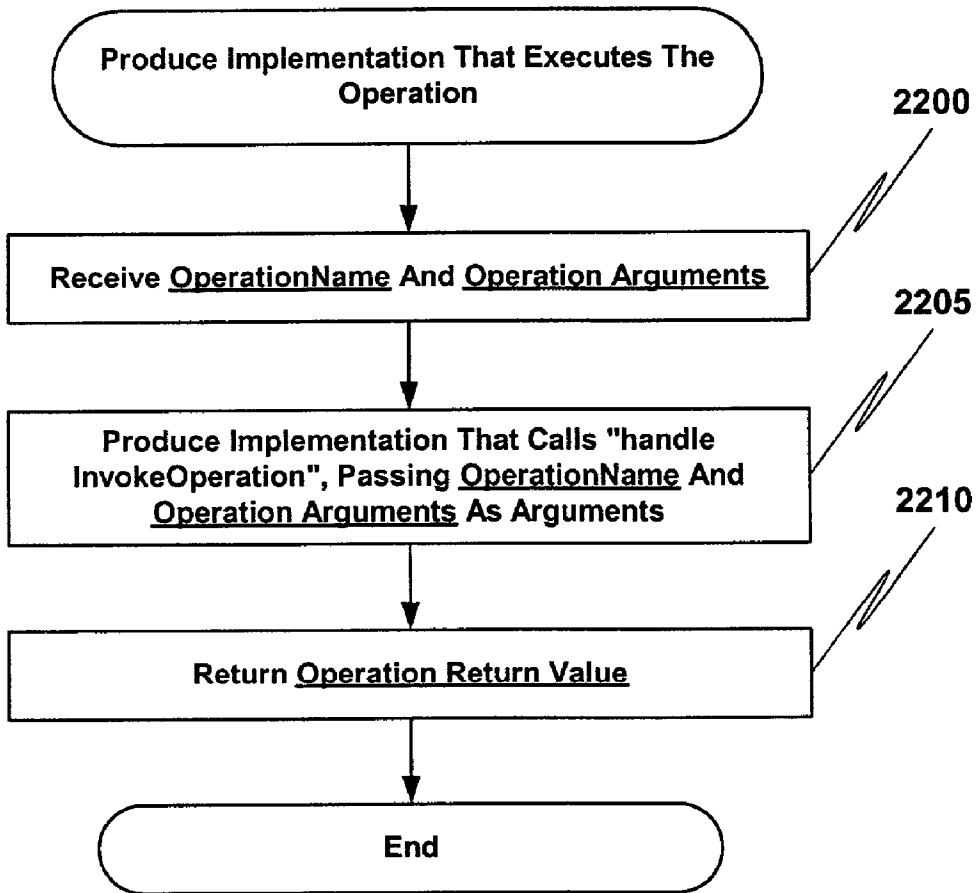 Produce Implementation That Executes The
Operation
2200
Receive OperationName And Operation Arguments
2205
Produce Implementation That Calls "handle
InvokeOperation", Passing OperationName And
Operation Arguments As Arguments
2210
Return Operation Return Value
End